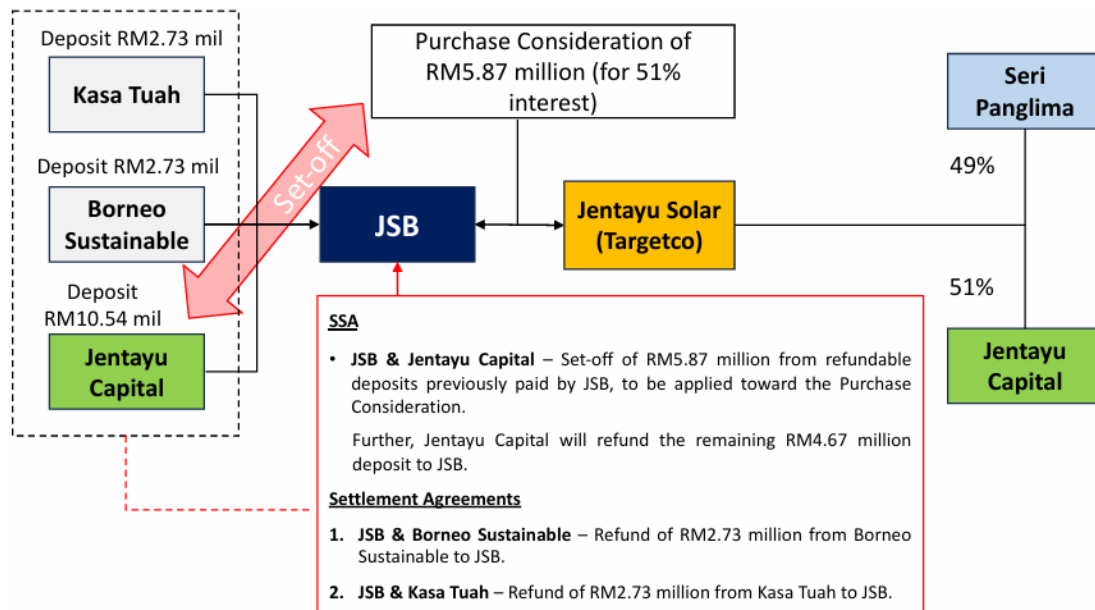 Deposit RM2.73 mil
Kasa Tuah
Deposit RM2.73 mil
Borneo
Sustainable
Deposit
RM10.54 mil
Jentayu
Capital
Set-off
Purchase Consideration of
RM5.87 million (for 51%
interest)
JSB
Jentayu Solar
(Targetco)
Seri
Panglima
49%
51%
Jentayu
Capital
SSA
• JSB & Jentayu Capital – Set-off of RM5.87 million from refundable
deposits previously paid by JSB, to be applied toward the Purchase
Consideration.
Further, Jentayu Capital will refund the remaining RM4.67 million
deposit to JSB.
Settlement Agreements
1. JSB & Borneo Sustainable – Refund of RM2.73 million from Borneo
Sustainable to JSB.
2. JSB & Kasa Tuah – Refund of RM2.73 million from Kasa Tuah to JSB.